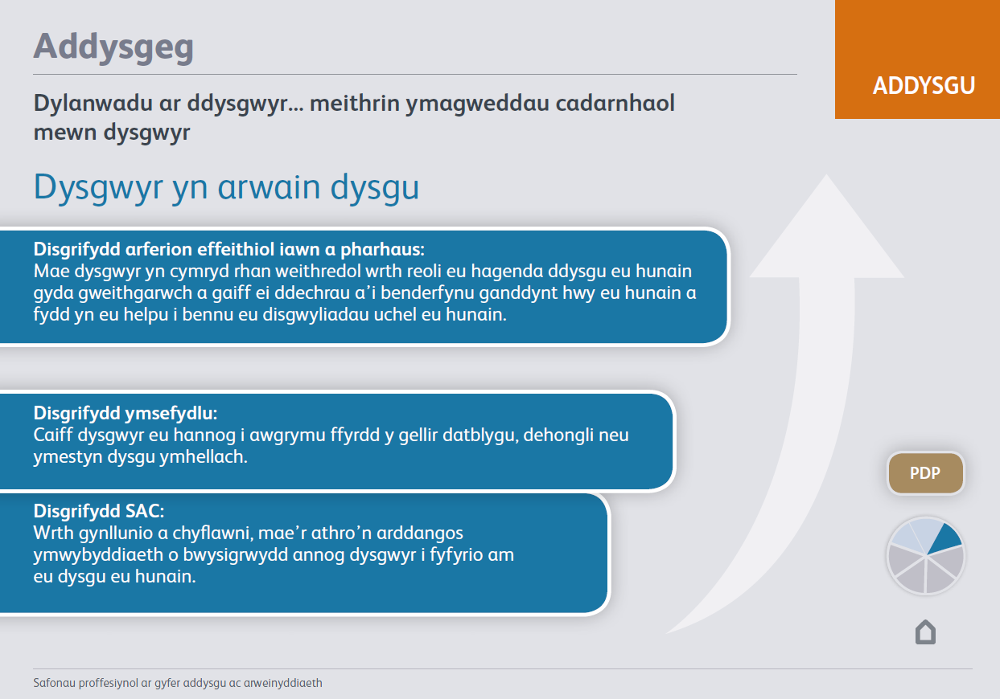 Addysgeg
ADDYSGU
Dylanwadu ar ddysgwyr... meithrin ymagweddau cadarnhaol
mewn dysgwyr
Dysgwyr yn arwain dysgu
Disgrifydd arferion effeithiol iawn a pharhaus:
Mae dysgwyr yn cymryd rhan weithredol wrth reoli eu hagenda ddysgu eu hunain
gyda gweithgarwch a gaiff ei ddechrau a’i benderfynu ganddynt hwy eu hunain a
fydd yn eu helpu i bennu eu disgwyliadau uchel eu hunain.
Disgrifydd ymsefydlu:
Caiff dysgwyr eu hannog i awgrymu ffyrdd y gellir datblygu, dehongli neu
ymestyn dysgu ymhellach.
Disgrifydd SAC:
Wrth gynllunio a chyflawni, mae’r athro’n arddangos
ymwybyddiaeth o bwysigrwydd annog dysgwyr i fyfyrio am
eu dysgu eu hunain.
PDP
Safonau proffesiynol ar gyfer addysgu ac arweinyddiaeth